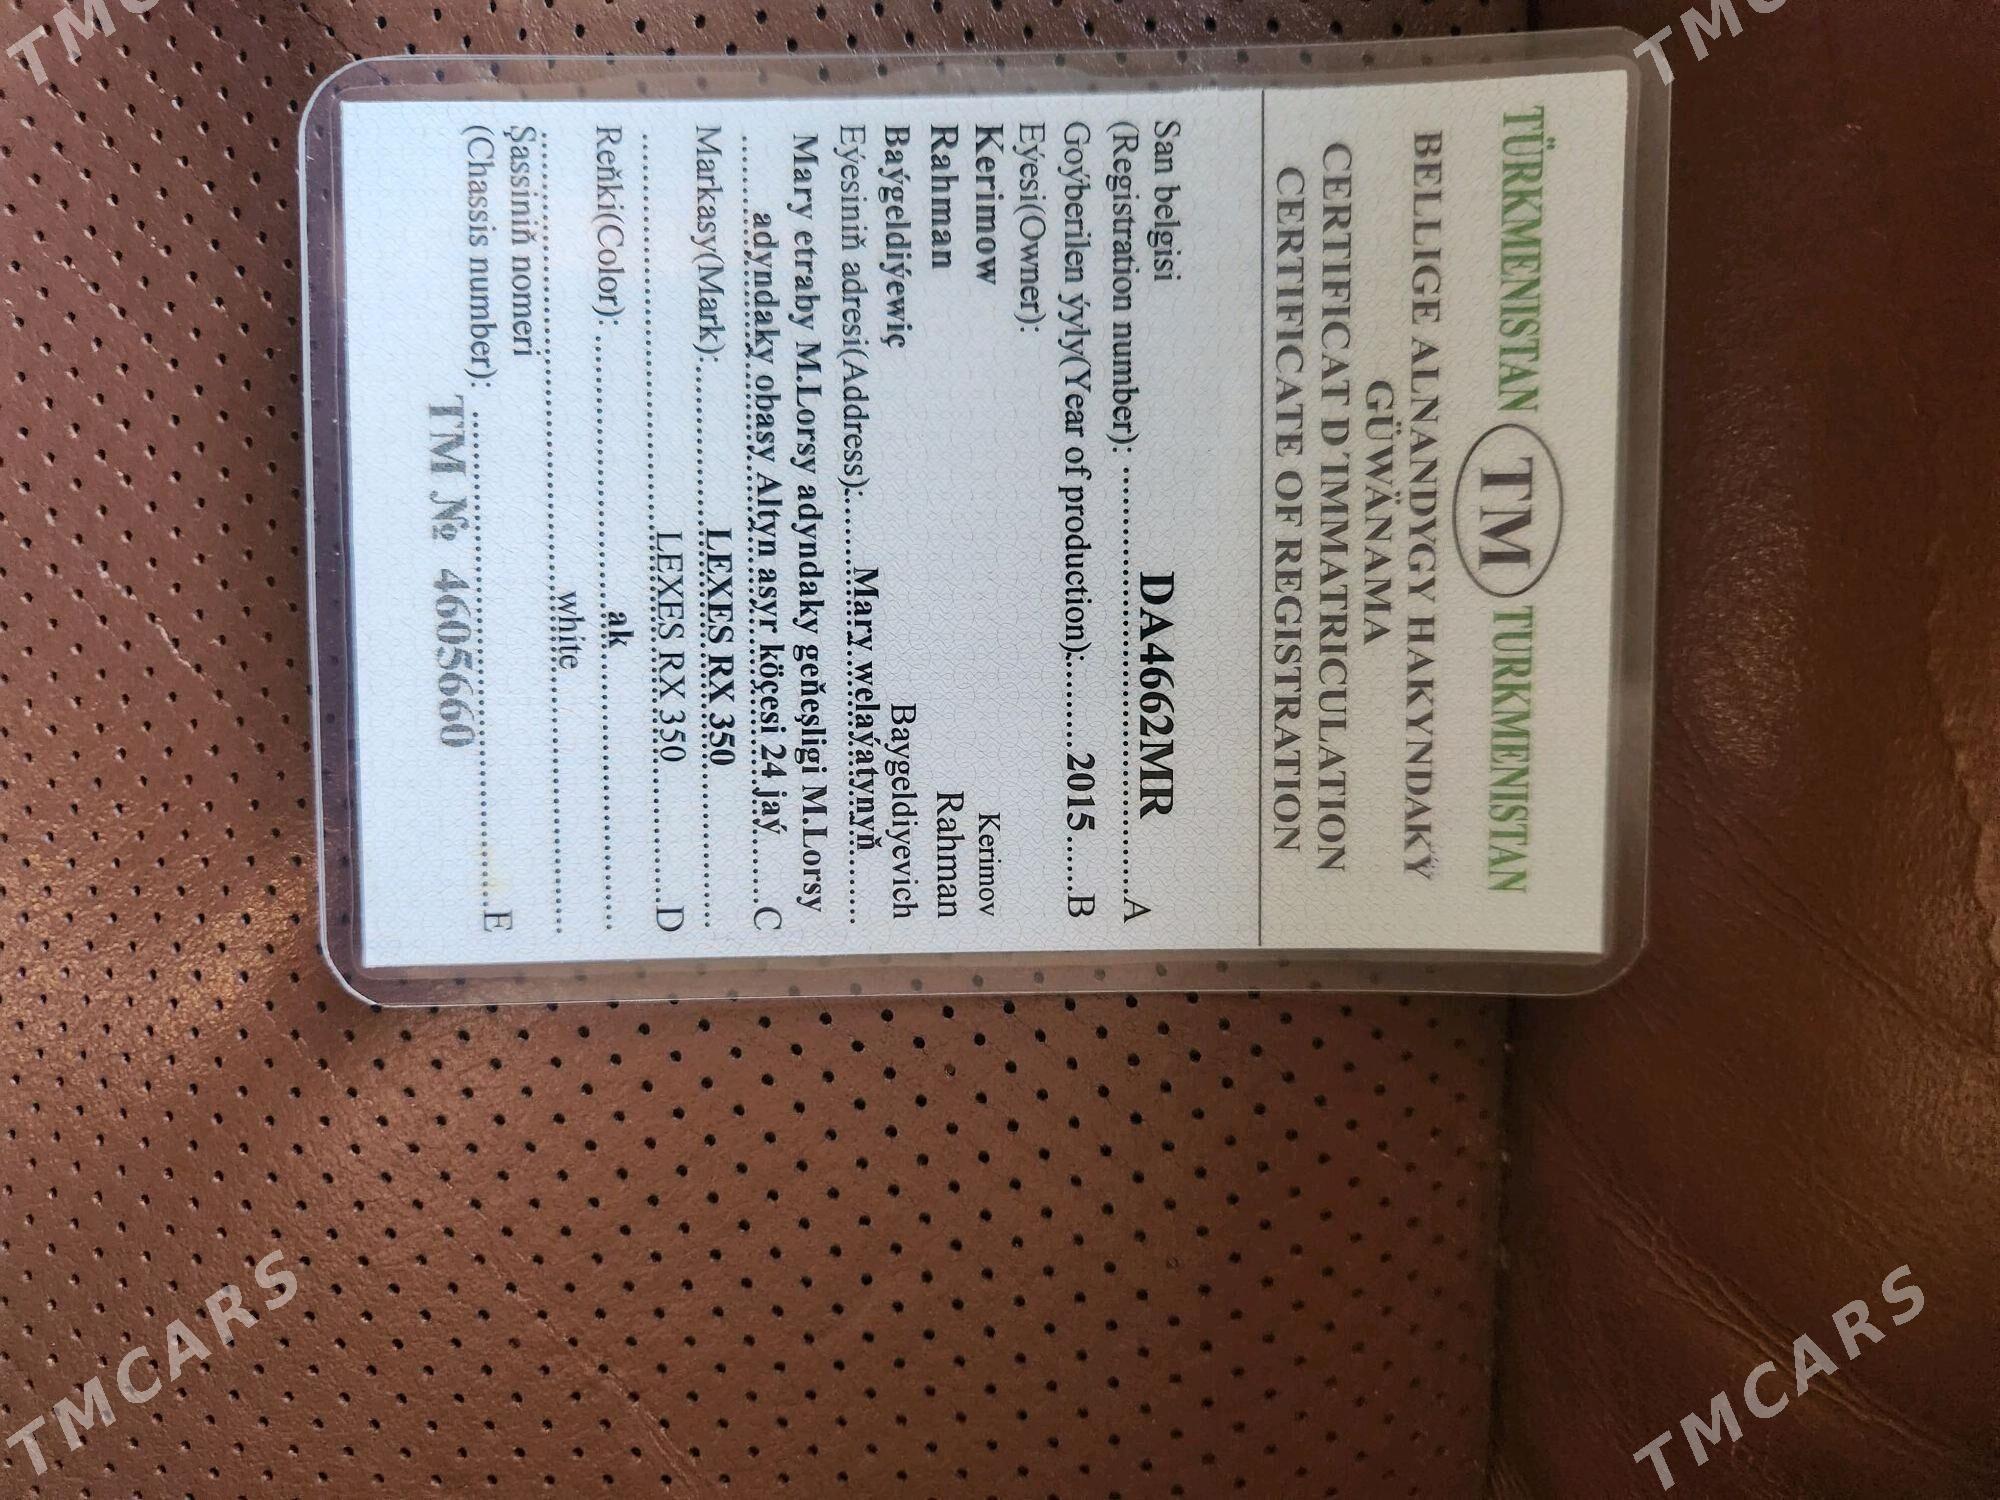 TÜRKMENISTAN TM TURKMENISTAN
BELLIGE ALNANDYGY HAKYNDAKY
GÜWÄNAMA
CERTIFICAT D'IMMATRICULATION
CERTIFICATE OF REGISTRATION
San belgisi DA4662MR
(Registration number): A
Goýberilen ýyly(Year of production): 2015 B
Eýesi(Owner):
Kerimow Kerimov
Rahman Rahman
Baýgeldiýewiç Baygeldiyevich
Eýesiniň adresi(Address): Mary welaýatynyň
Mary etraby M.Lorsy adyndaky geňeşligi M.Lorsy
adyndaky obasy Altyn asyr köçesi 24 jaý C
Markasy(Mark): LEXES RX 350
LEXES RX 350 D
Reňki(Color): ak
white
Şassiniň nomeri
(Chassis number): E
TM № 46056660
TMCARS
TMCARS
TMCARS
TMCARS